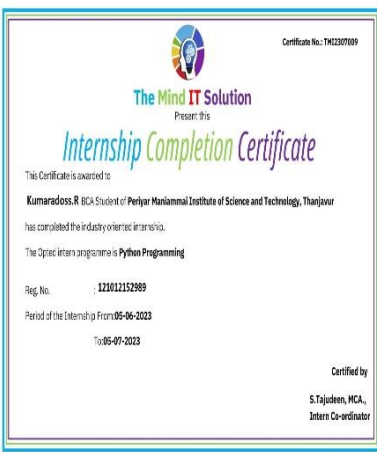 Certificate No.: TMI2307009
The Mind IT Solution
Present this
Internship Completion Certificate
This Certificate is awarded to
Kumaradoss.R BCA Student of Periyar Maniammai Institute of Science and Technology, Thanjavur
has completed the industry oriented internship.
The Opted intern programme is Python Programming
Reg. No. : 121012152989
Period of the Internship From:05-06-2023
To:05-07-2023
Certified by
S.Tajudeen, MCA.,
Intern Co-ordinator